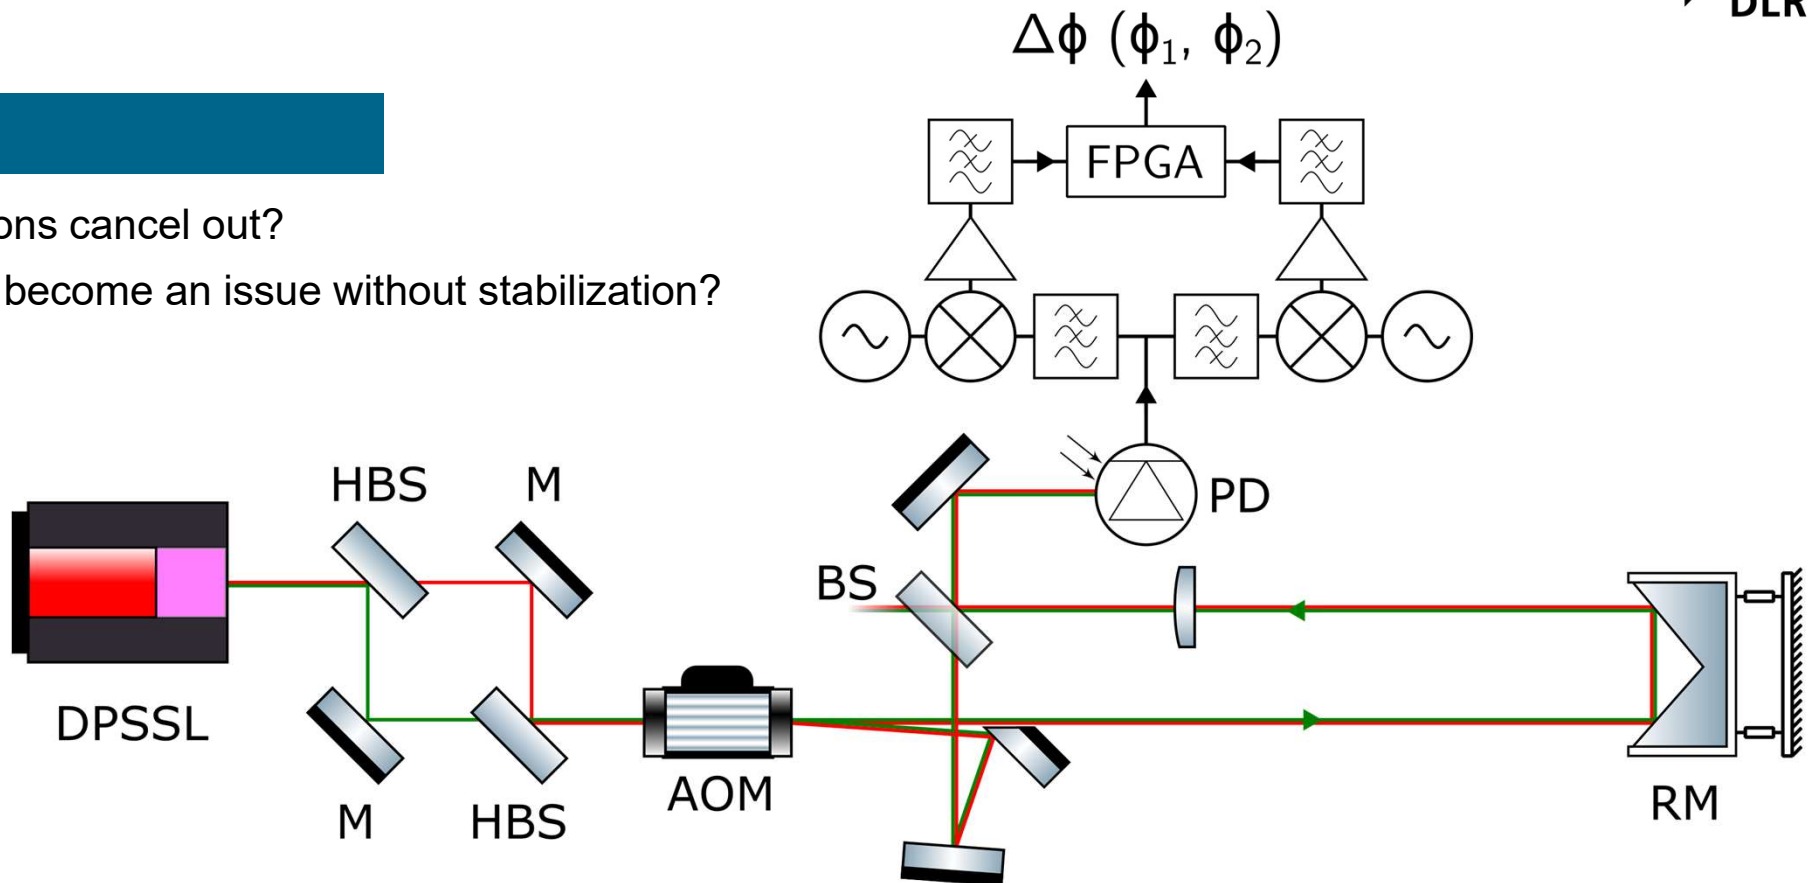 DLR
Δϕ (ϕ₁, ϕ₂)
FPGA
ons cancel out?
become an issue without stabilization?
HBS
M
PD
BS
DPSSL
AOM
M
HBS
RM